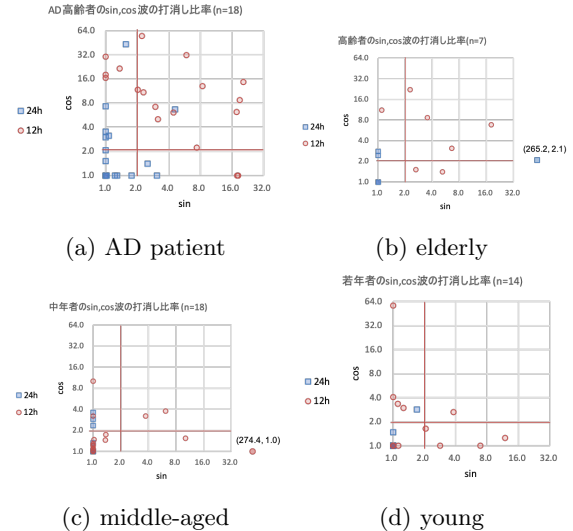 AD高齢者のsin,cos波の打消し比率(n=18)
64.0
32.0
16.0
8.0
4.0
2.0
1.0
cos
24h
12h
1.0 2.0 4.0 8.0 16.0 32.0
sin
(a) AD patient
高齢者のsin,cos波の打消し比率(n=7)
64.0
32.0
16.0
8.0
4.0
2.0
1.0
cos
24h
12h
(265.2, 2.1)
1.0 2.0 4.0 8.0 16.0 32.0
sin
(b) elderly
中年者のsin,cos波の打消し比率(n=18)
64.0
32.0
16.0
8.0
4.0
2.0
1.0
cos
24h
12h
(274.4, 1.0)
1.0 2.0 4.0 8.0 16.0 32.0
sin
(c) middle-aged
若年者のsin,cos波の打消し比率(n=14)
64.0
32.0
16.0
8.0
4.0
2.0
1.0
cos
24h
12h
1.0 2.0 4.0 8.0 16.0 32.0
sin
(d) young